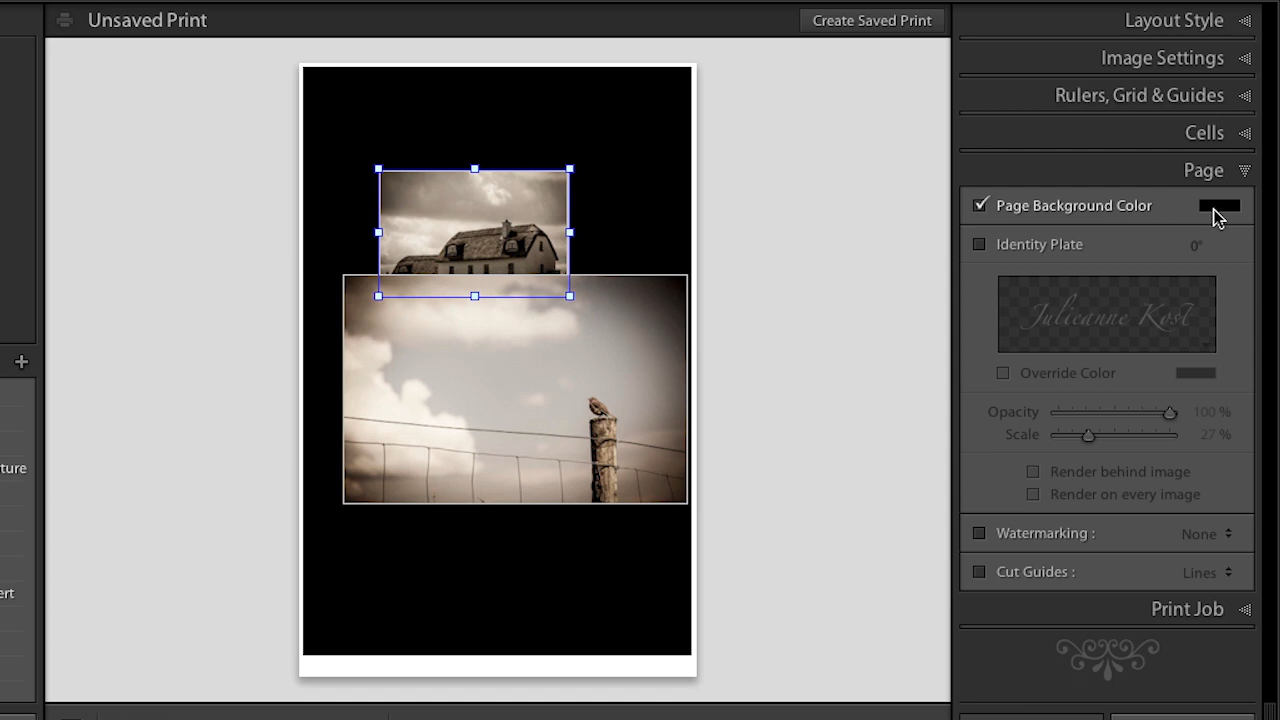 Unsaved Print
Create Saved Print
Layout Style
Image Settings
Rulers, Grid & Guides
Cells
Page
Page Background Color
Identity Plate 0°
Julieanne Kost
Override Color
Opacity 100 %
Scale 27 %
Render behind image
Render on every image
Watermarking : None
Cut Guides : Lines
Print Job
ture
ert